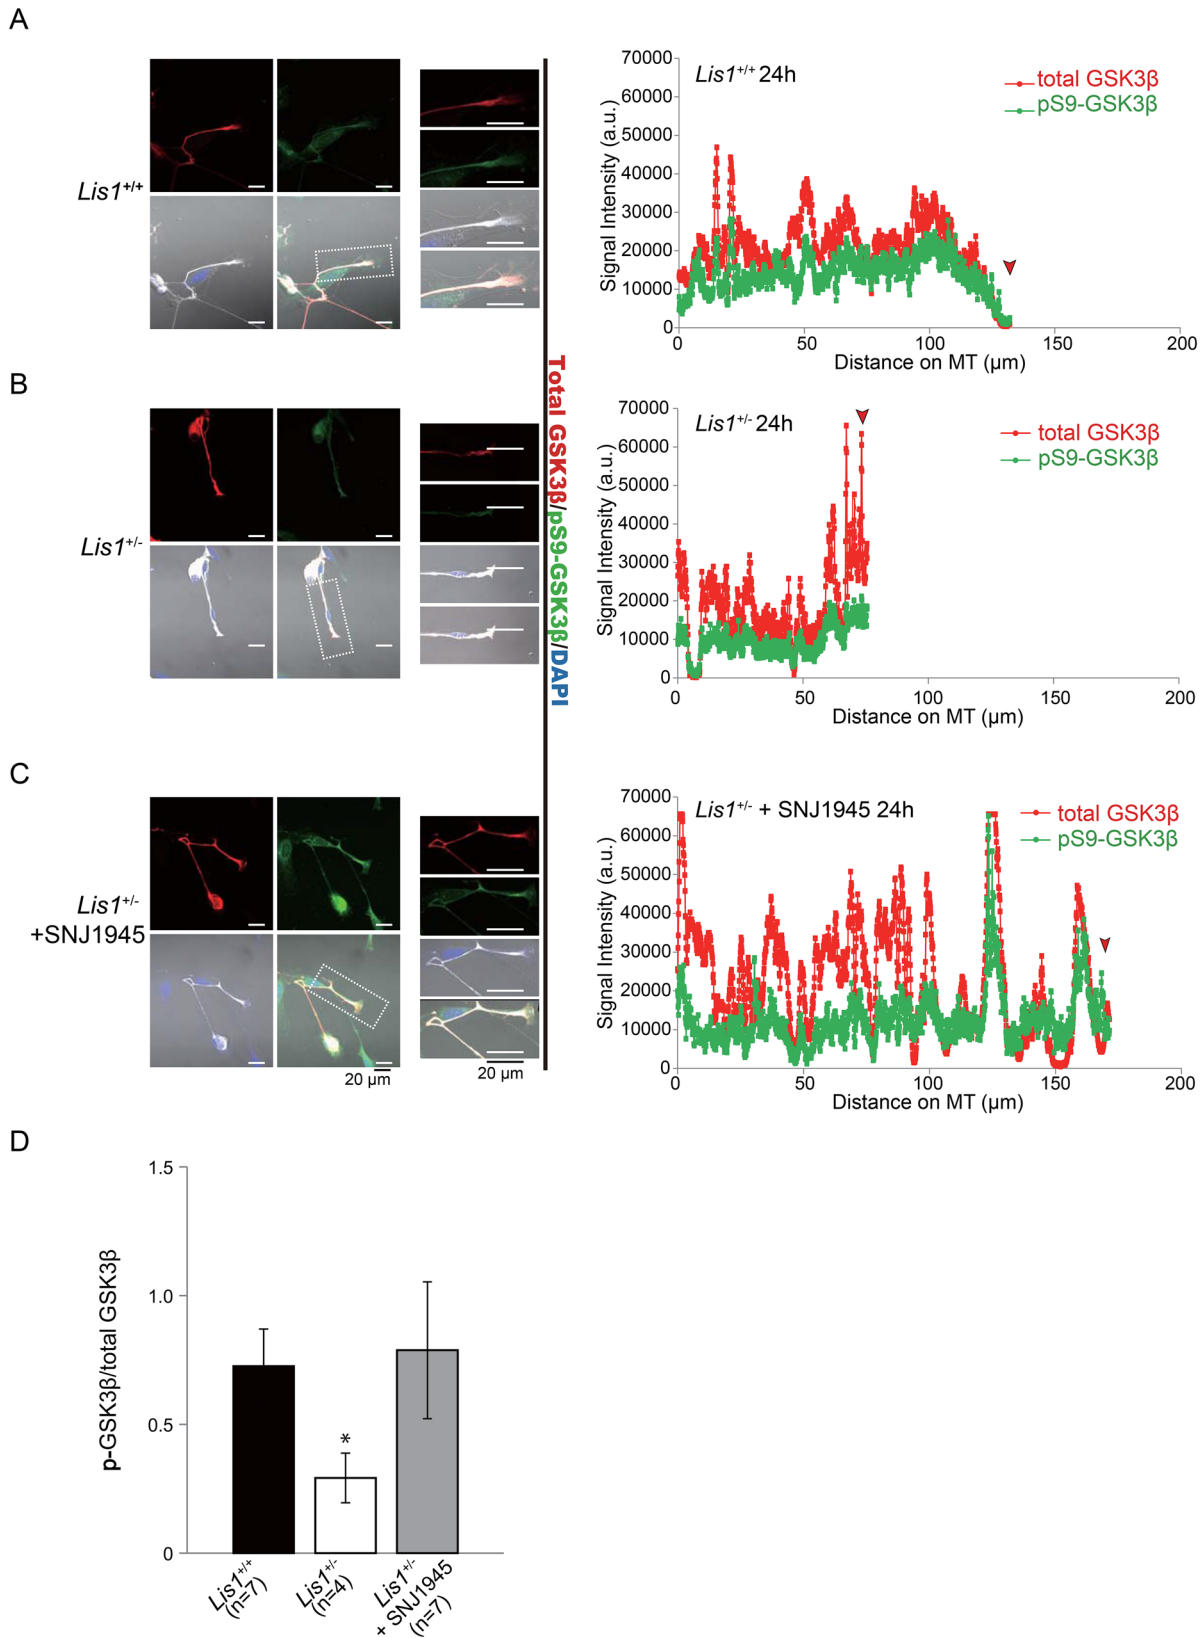 A
Lis1+/+
70000
60000
50000
40000
30000
20000
10000
0
Signal Intensity (a.u.)
Lis1+/+ 24h
total GSK3β
pS9-GSK3β
0 50 100 150 200
Distance on MT (µm)
B
Lis1+/-
Total GSK3β/pS9-GSK3β/DAPI
70000
60000
50000
40000
30000
20000
10000
0
Signal Intensity (a.u.)
Lis1+/- 24h
total GSK3β
pS9-GSK3β
0 50 100 150 200
Distance on MT (µm)
C
Lis1+/-
+SNJ1945
20 µm
20 µm
70000
60000
50000
40000
30000
20000
10000
0
Signal Intensity (a.u.)
Lis1+/- + SNJ1945 24h
total GSK3β
pS9-GSK3β
0 50 100 150 200
Distance on MT (µm)
D
p-GSK3β/total GSK3β
1.5
1.0
0.5
0
*
Lis1+/+
(n=7)
Lis1+/-
(n=4)
Lis1+/-
+ SNJ1945
(n=7)